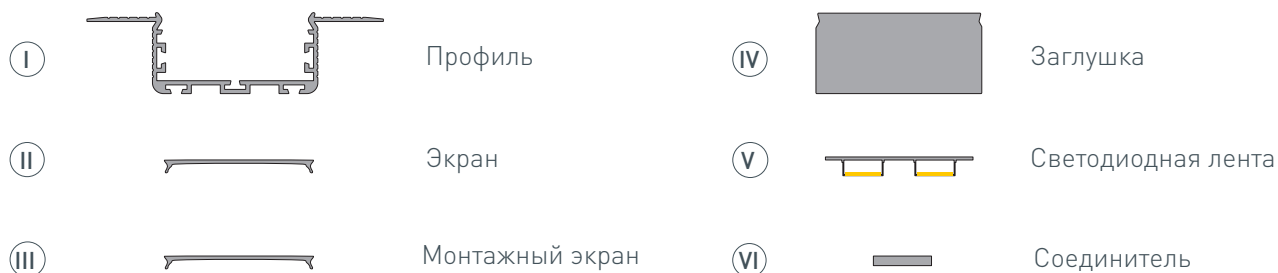 I Профиль
IV Заглушка
II Экран
V Светодиодная лента
III Монтажный экран
VI Соединитель